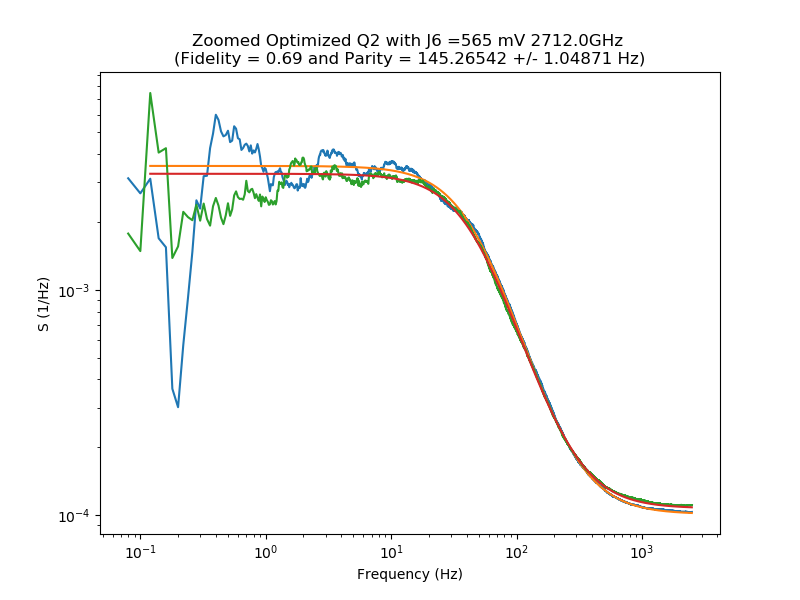 Zoomed Optimized Q2 with J6 =565 mV 2712.0GHz
(Fidelity = 0.69 and Parity = 145.26542 +/- 1.04871 Hz)
S (1/Hz)
10⁻³
10⁻⁴
10⁻¹ 10⁰ 10¹ 10² 10³
Frequency (Hz)